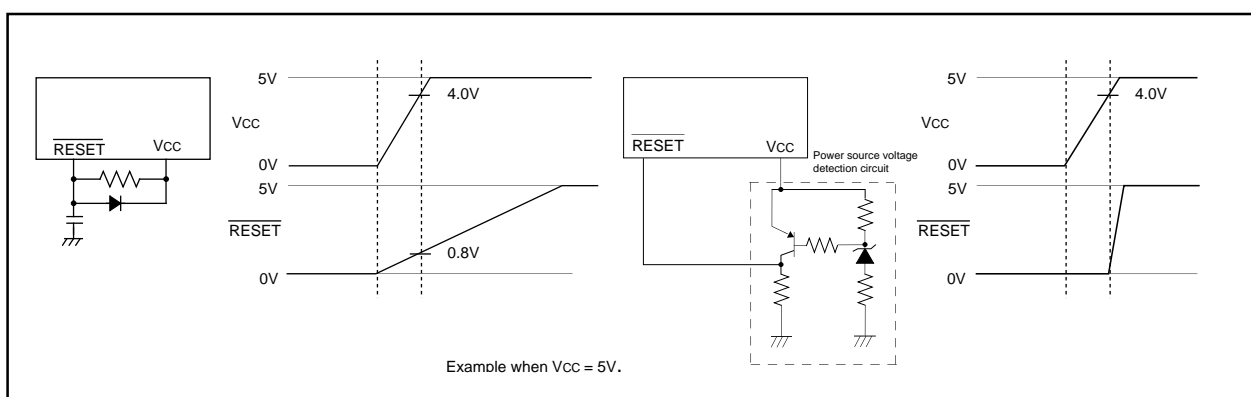 RESET
VCC
5V
4.0V
VCC
0V
5V
RESET
0.8V
0V
RESET
VCC
Power source voltage
detection circuit
5V
4.0V
VCC
0V
5V
RESET
0V
Example when VCC = 5V.